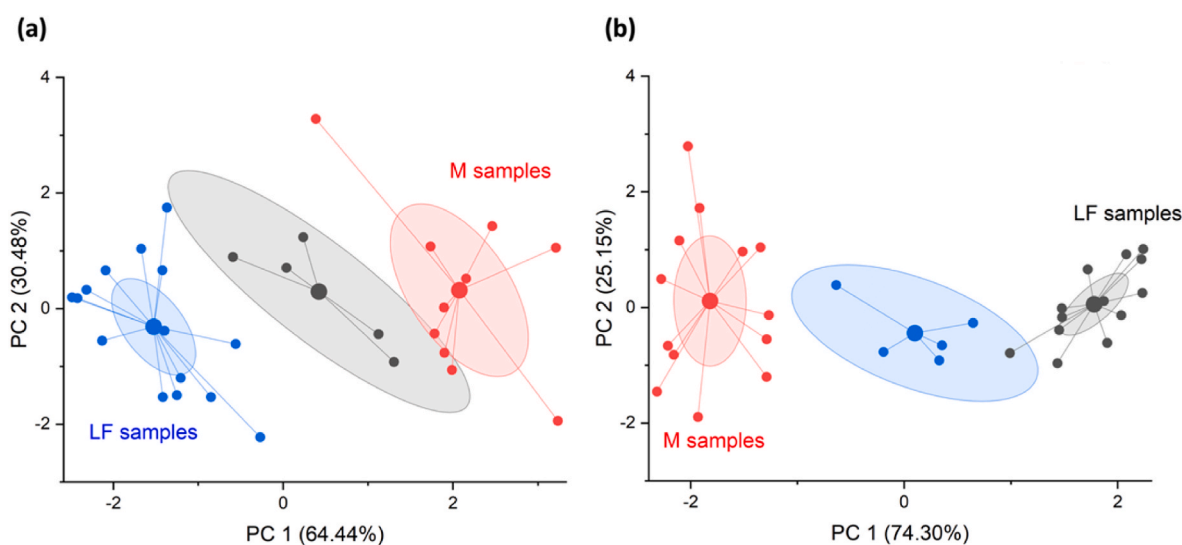 (a)
4
2
0
-2
PC 2 (30.48%)
M samples
LF samples
-2
0
2
PC 1 (64.44%)
(b)
4
2
0
-2
PC 2 (25.15%)
LF samples
M samples
-2
0
2
PC 1 (74.30%)